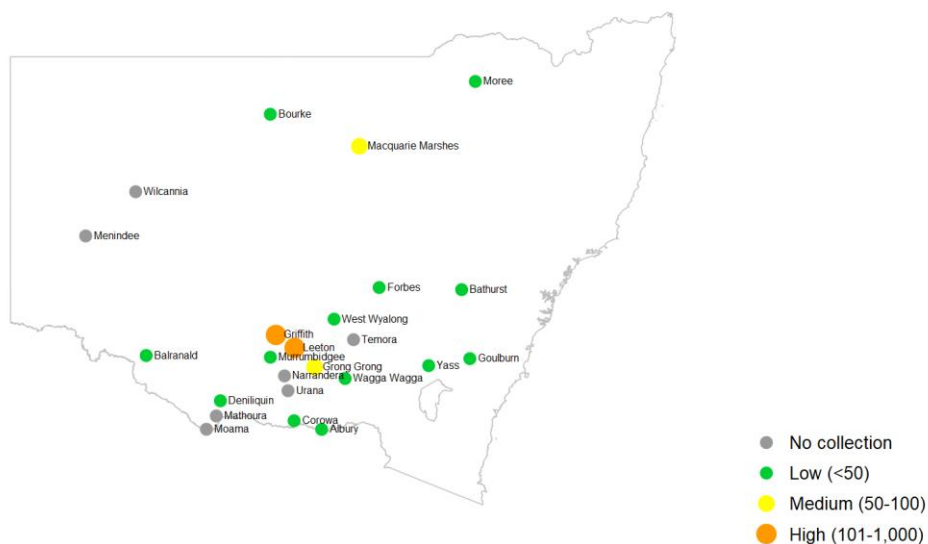 Moree
Bourke
Macquarie Marshes
Wilcannia
Menindee
Forbes
Bathurst
West Wyalong
Griffith
Temora
Leeton
Balranald
Murrumbidgee
Goulburn
Grong Grong
Yass
Narrandera
Wagga Wagga
Urana
Deniliquin
Mathoura
Corowa
Moama
Albury
No collection
Low (<50)
Medium (50-100)
High (101-1,000)